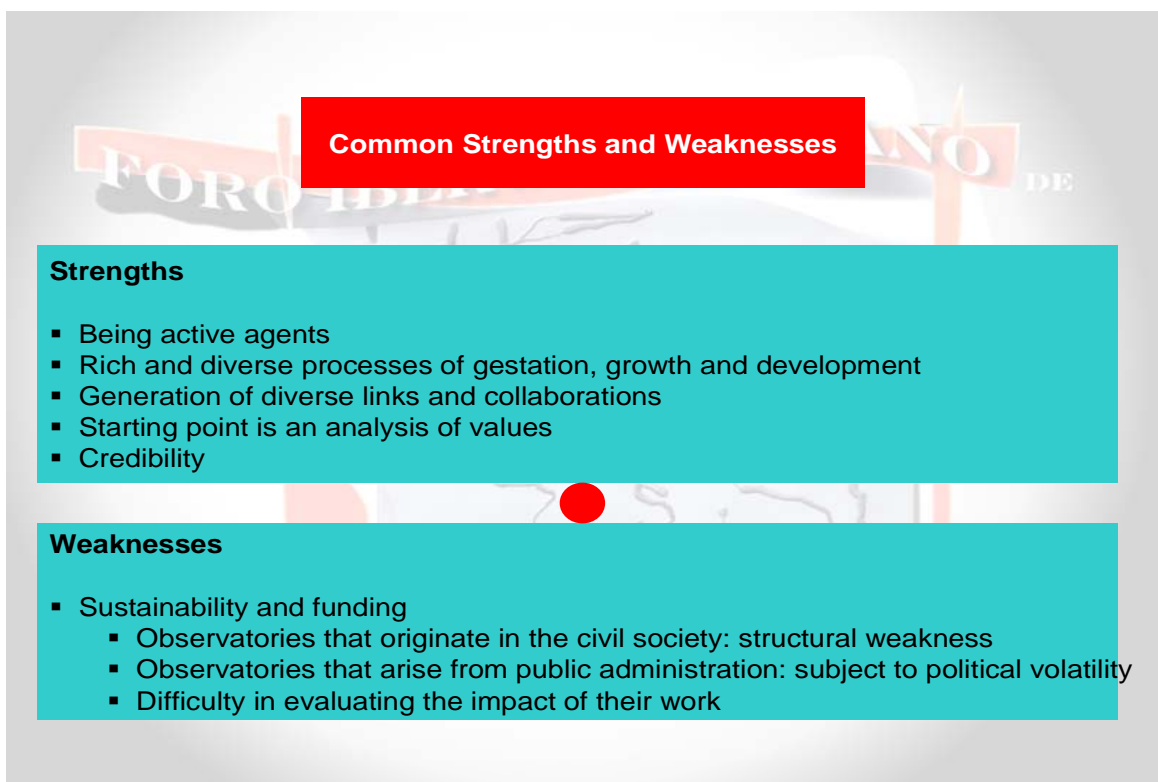 Common Strengths and Weaknesses
FORO
DE
Strengths
▪ Being active agents
▪ Rich and diverse processes of gestation, growth and development
▪ Generation of diverse links and collaborations
▪ Starting point is an analysis of values
▪ Credibility
Weaknesses
▪ Sustainability and funding
▪ Observatories that originate in the civil society: structural weakness
▪ Observatories that arise from public administration: subject to political volatility
▪ Difficulty in evaluating the impact of their work